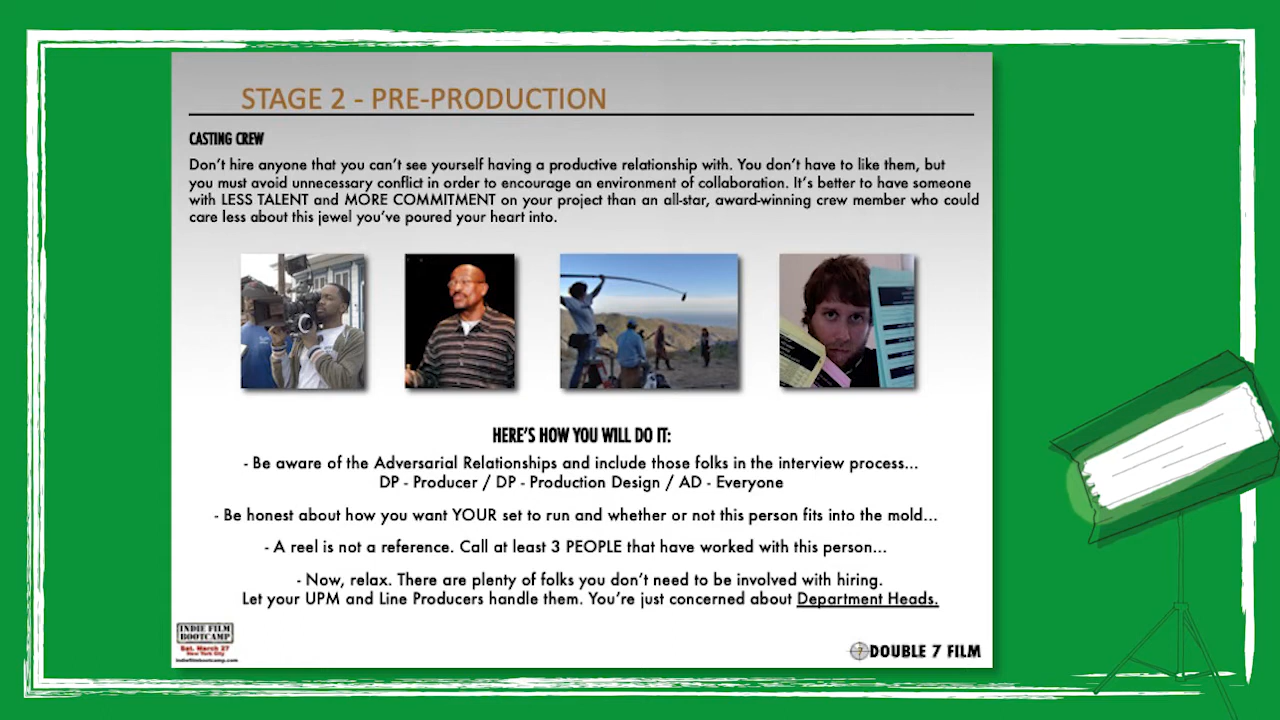 STAGE 2 - PRE-PRODUCTION
CASTING CREW
Don't hire anyone that you can't see yourself having a productive relationship with. You don't have to like them, but
you must avoid unnecessary conflict in order to encourage an environment of collaboration. It's better to have someone
with LESS TALENT and MORE COMMITMENT on your project than an all-star, award-winning crew member who could
care less about this jewel you've poured your heart into.
HERE'S HOW YOU WILL DO IT:
- Be aware of the Adversarial Relationships and include those folks in the interview process...
DP - Producer / DP - Production Design / AD - Everyone
- Be honest about how you want YOUR set to run and whether or not this person fits into the mold...
- A reel is not a reference. Call at least 3 PEOPLE that have worked with this person...
- Now, relax. There are plenty of folks you don't need to be involved with hiring.
Let your UPM and Line Producers handle them. You're just concerned about Department Heads.
INDIE FILM
BOOTCAMP
Sat. March 27
New York City
indiefilmbootcamp.com
DOUBLE 7 FILM